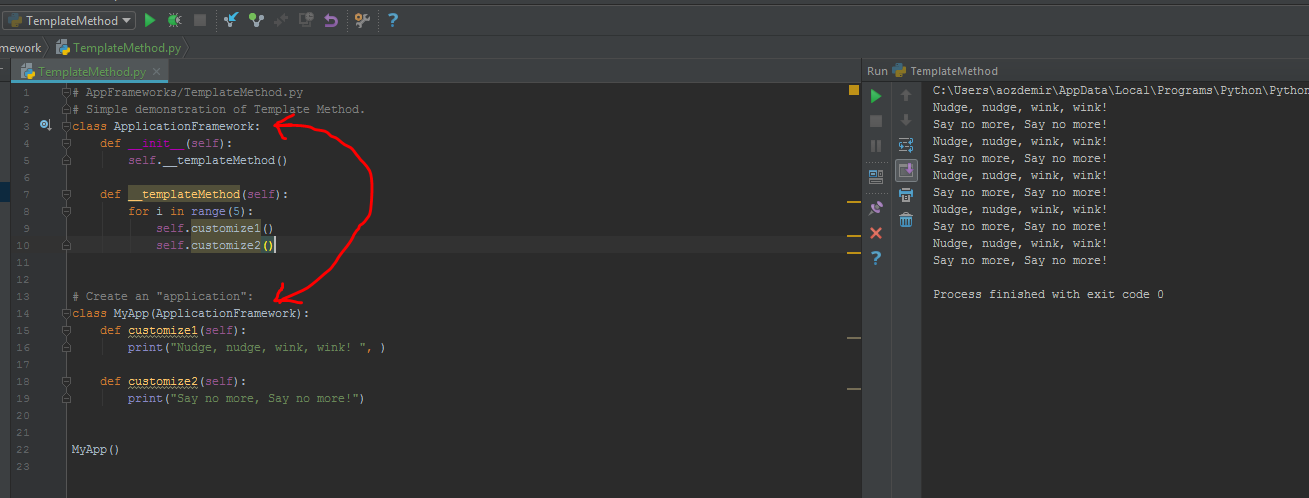 TemplateMethod
mework TemplateMethod.py
TemplateMethod.py
Run TemplateMethod
1 # AppFrameworks/TemplateMethod.py
2 # Simple demonstration of Template Method.
3 class ApplicationFramework:
4 def __init__(self):
5 self.__templateMethod()
6
7 def __templateMethod(self):
8 for i in range(5):
9 self.customize1()
10 self.customize2()
11
12
13 # Create an "application":
14 class MyApp(ApplicationFramework):
15 def customize1(self):
16 print("Nudge, nudge, wink, wink! ", )
17
18 def customize2(self):
19 print("Say no more, Say no more!")
20
21
22 MyApp()
23
C:\Users\aozdemir\AppData\Local\Programs\Python\Python
Nudge, nudge, wink, wink!
Say no more, Say no more!
Nudge, nudge, wink, wink!
Say no more, Say no more!
Nudge, nudge, wink, wink!
Say no more, Say no more!
Nudge, nudge, wink, wink!
Say no more, Say no more!
Nudge, nudge, wink, wink!
Say no more, Say no more!
Process finished with exit code 0